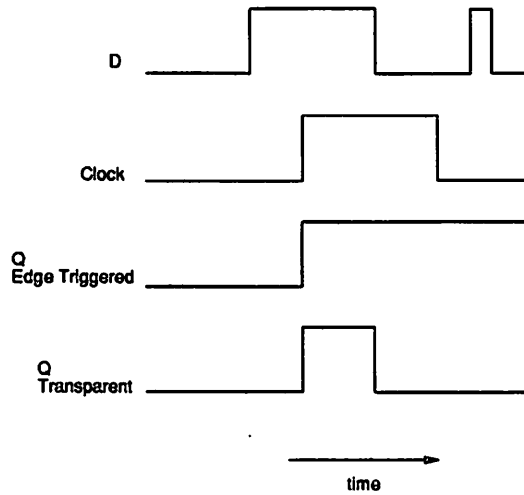 D
Clock
Q
Edge Triggered
Q
Transparent
time